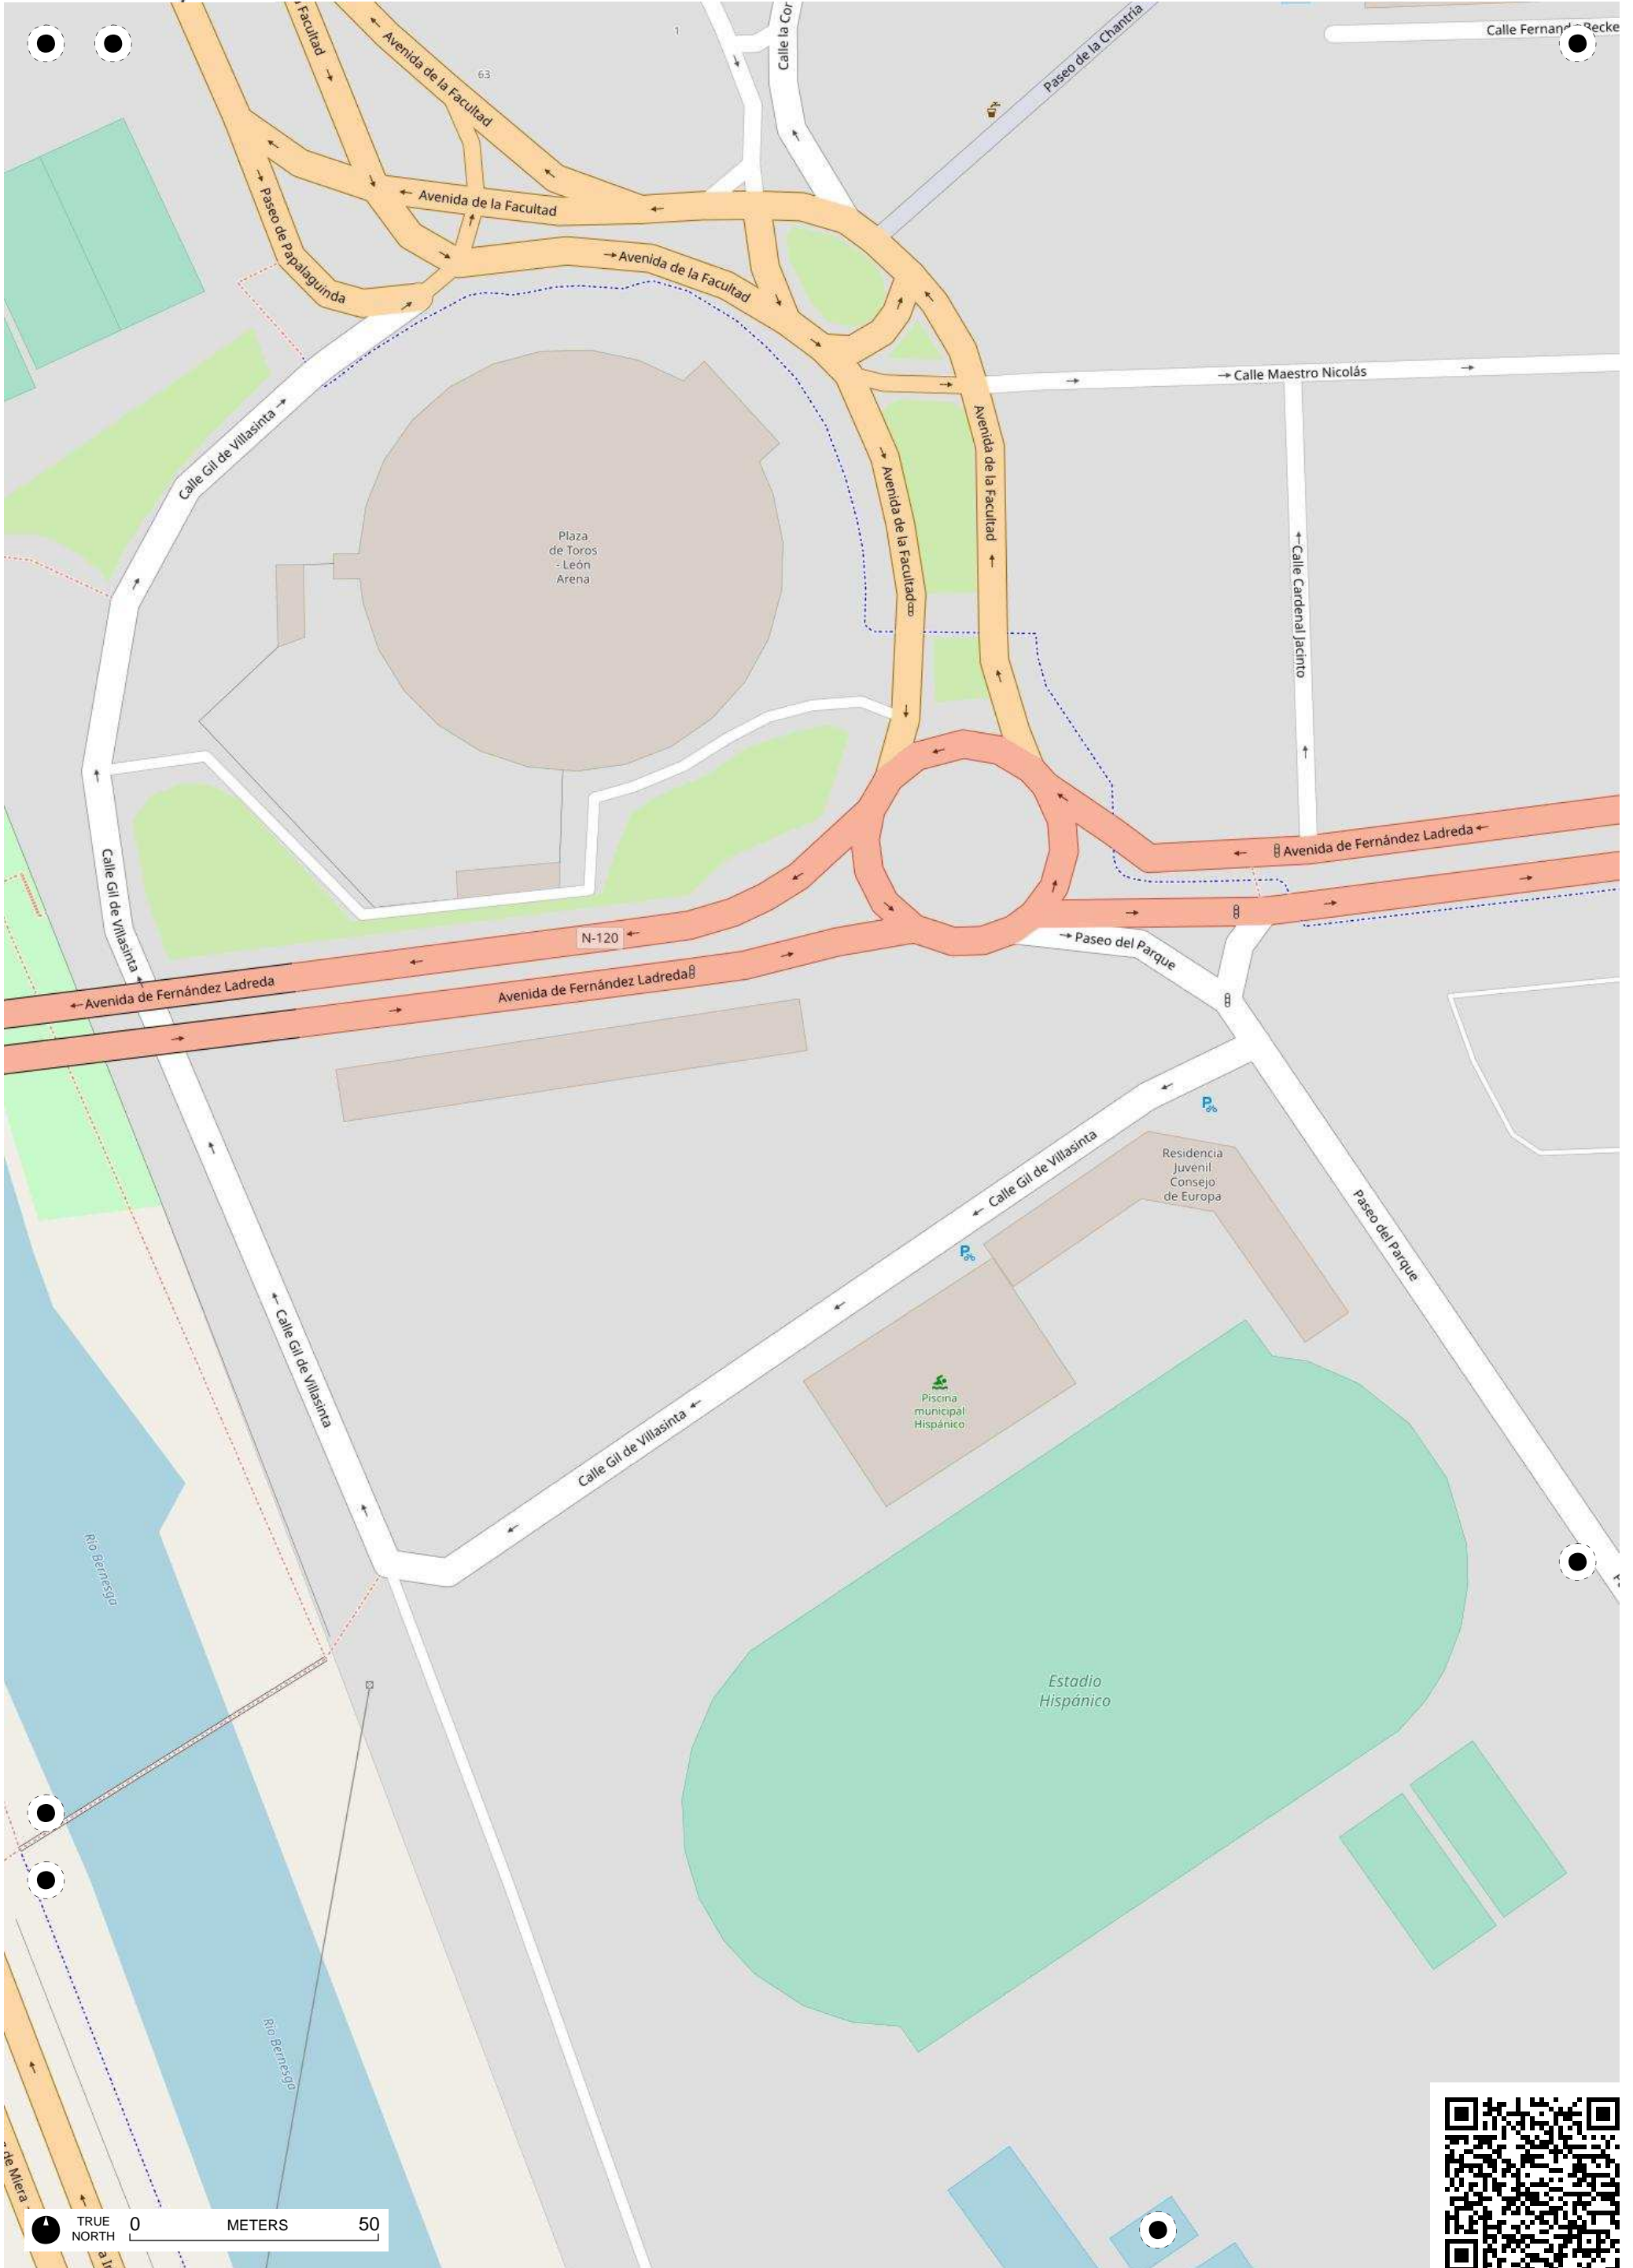 Facultad
Avenida de la Facultad
63
1
Calle la Cor
Paseo de la Chantría
Calle Fernand
Becke
Avenida de la Facultad
Paseo de Papalaguinda
Avenida de la Facultad
Calle Maestro Nicolás
Calle Gil de Villasinta
Avenida de la Facultad
Avenida de la Facultad
Plaza
de Toros
- León
Arena
Calle Cardenal Jacinto
Calle Gil de Villasinta
Avenida de Fernández Ladreda
N-120
Paseo del Parque
Avenida de Fernández Ladreda
Avenida de Fernández Ladreda
P
Calle Gil de Villasinta
Residencia
Juvenil
Consejo
de Europa
Paseo del Parque
P
Calle Gil de Villasinta
Piscina
municipal
Hispánico
Calle Gil de Villasinta
Río Bernesga
Estadio
Hispánico
Río Bernesga
de Miera
TRUE
NORTH
0
METERS
50